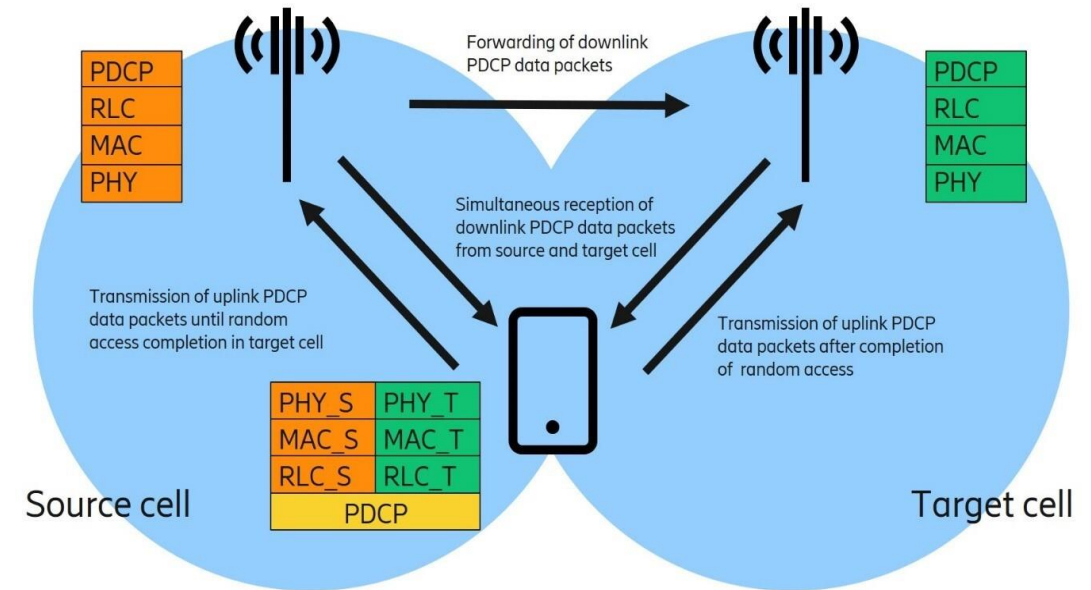 Forwarding of downlink
PDCP data packets
PDCP
RLC
MAC
PHY
PDCP
RLC
MAC
PHY
Simultaneous reception of
downlink PDCP data packets
from source and target cell
Transmission of uplink PDCP
data packets until random
access completion in target cell
Transmission of uplink PDCP
data packets after completion
of random access
PHY_S PHY_T
MAC_S MAC_T
RLC_S RLC_T
PDCP
Source cell
Target cell